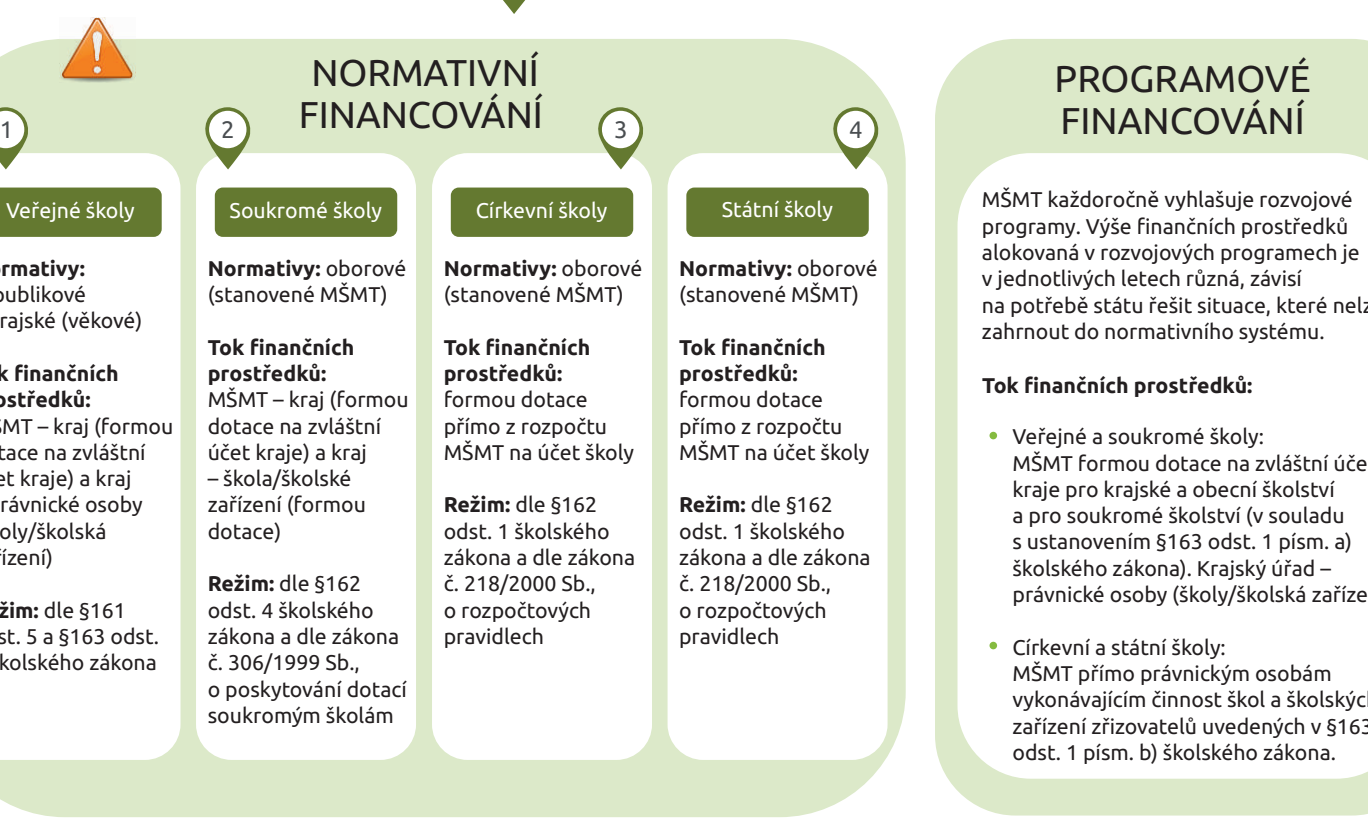 NORMATIVNÍ
FINANCOVÁNÍ
1
Veřejné školy
rmativy:
publikové
rajské (věkové)
k finančních
ostředků:
MT – kraj (formou
tace na zvláštní
et kraje) a kraj
rávnické osoby
oly/školská
ízení)
žim: dle §161
st. 5 a §163 odst.
kolského zákona
2
Soukromé školy
Normativy: oborové
(stanovené MŠMT)
Tok finančních
prostředků:
MŠMT – kraj (formou
dotace na zvláštní
účet kraje) a kraj
– škola/školské
zařízení (formou
dotace)
Režim: dle §162
odst. 4 školského
zákona a dle zákona
č. 306/1999 Sb.,
o poskytování dotací
soukromým školám
3
Církevní školy
Normativy: oborové
(stanovené MŠMT)
Tok finančních
prostředků:
formou dotace
přímo z rozpočtu
MŠMT na účet školy
Režim: dle §162
odst. 1 školského
zákona a dle zákona
č. 218/2000 Sb.,
o rozpočtových
pravidlech
4
Státní školy
Normativy: oborové
(stanovené MŠMT)
Tok finančních
prostředků:
formou dotace
přímo z rozpočtu
MŠMT na účet školy
Režim: dle §162
odst. 1 školského
zákona a dle zákona
č. 218/2000 Sb.,
o rozpočtových
pravidlech
PROGRAMOVÉ
FINANCOVÁNÍ
MŠMT každoročně vyhlašuje rozvojové
programy. Výše finančních prostředků
alokovaná v rozvojových programech je
v jednotlivých letech různá, závisí
na potřebě státu řešit situace, které nelz
zahrnout do normativního systému.
Tok finančních prostředků:
• Veřejné a soukromé školy:
MŠMT formou dotace na zvláštní úče
kraje pro krajské a obecní školství
a pro soukromé školství (v souladu
s ustanovením §163 odst. 1 písm. a)
školského zákona). Krajský úřad –
právnické osoby (školy/školská zaříze
• Církevní a státní školy:
MŠMT přímo právnickým osobám
vykonávajícím činnost škol a školskýc
zařízení zřizovatelů uvedených v §163
odst. 1 písm. b) školského zákona.